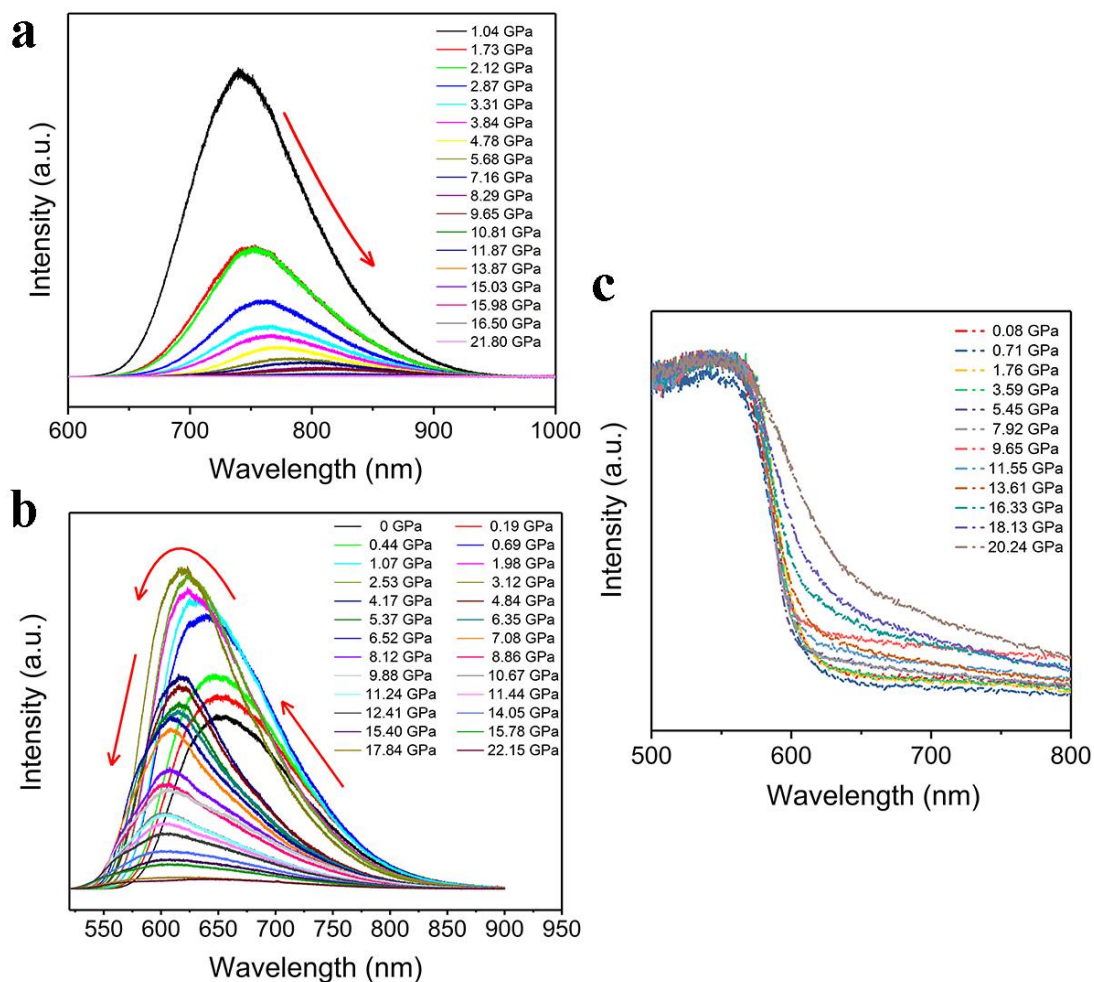 a
1.04 GPa
1.73 GPa
2.12 GPa
2.87 GPa
3.31 GPa
3.84 GPa
4.78 GPa
5.68 GPa
7.16 GPa
8.29 GPa
9.65 GPa
10.81 GPa
11.87 GPa
13.87 GPa
15.03 GPa
15.98 GPa
16.50 GPa
21.80 GPa
Intensity (a.u.)
600 700 800 900 1000
Wavelength (nm)
b
0 GPa 0.19 GPa
0.44 GPa 0.69 GPa
1.07 GPa 1.98 GPa
2.53 GPa 3.12 GPa
4.17 GPa 4.84 GPa
5.37 GPa 6.35 GPa
6.52 GPa 7.08 GPa
8.12 GPa 8.86 GPa
9.88 GPa 10.67 GPa
11.24 GPa 11.44 GPa
12.41 GPa 14.05 GPa
15.40 GPa 15.78 GPa
17.84 GPa 22.15 GPa
Intensity (a.u.)
550 600 650 700 750 800 850 900 950
Wavelength (nm)
c
0.08 GPa
0.71 GPa
1.76 GPa
3.59 GPa
5.45 GPa
7.92 GPa
9.65 GPa
11.55 GPa
13.61 GPa
16.33 GPa
18.13 GPa
20.24 GPa
Intensity (a.u.)
500 600 700 800
Wavelength (nm)